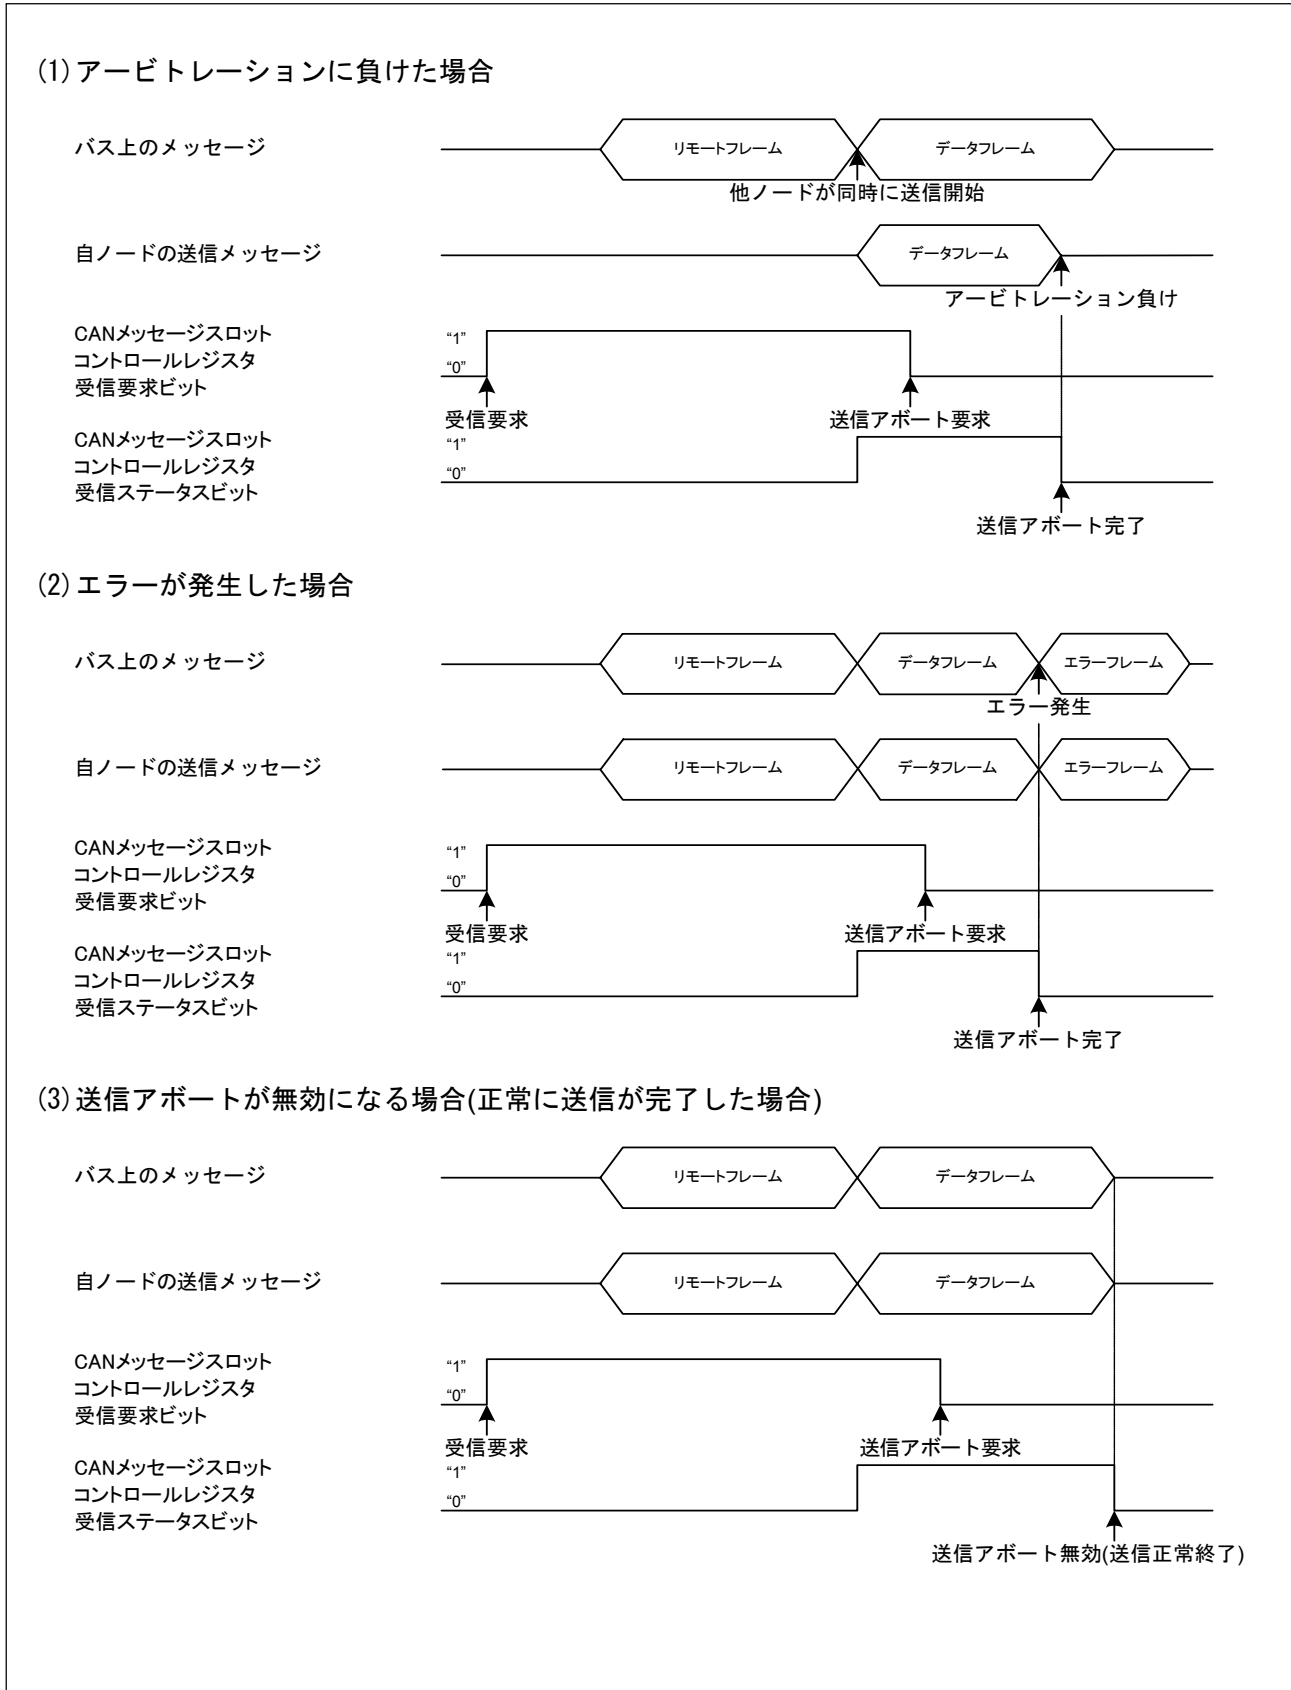 (1)アービトレーションに負けた場合
バス上のメッセージ
リモートフレーム
データフレーム
他ノードが同時に送信開始
自ノードの送信メッセージ
データフレーム
アービトレーション負け
CANメッセージスロット
コントロールレジスタ
受信要求ビット
“1”
“0”
受信要求
送信アボート要求
CANメッセージスロット
コントロールレジスタ
受信ステータスビット
“1”
“0”
送信アボート完了
(2)エラーが発生した場合
バス上のメッセージ
リモートフレーム
データフレーム
エラーフレーム
エラー発生
自ノードの送信メッセージ
リモートフレーム
データフレーム
エラーフレーム
CANメッセージスロット
コントロールレジスタ
受信要求ビット
“1”
“0”
受信要求
送信アボート要求
CANメッセージスロット
コントロールレジスタ
受信ステータスビット
“1”
“0”
送信アボート完了
(3)送信アボートが無効になる場合(正常に送信が完了した場合)
バス上のメッセージ
リモートフレーム
データフレーム
自ノードの送信メッセージ
リモートフレーム
データフレーム
CANメッセージスロット
コントロールレジスタ
受信要求ビット
“1”
“0”
受信要求
送信アボート要求
CANメッセージスロット
コントロールレジスタ
受信ステータスビット
“1”
“0”
送信アボート無効(送信正常終了)